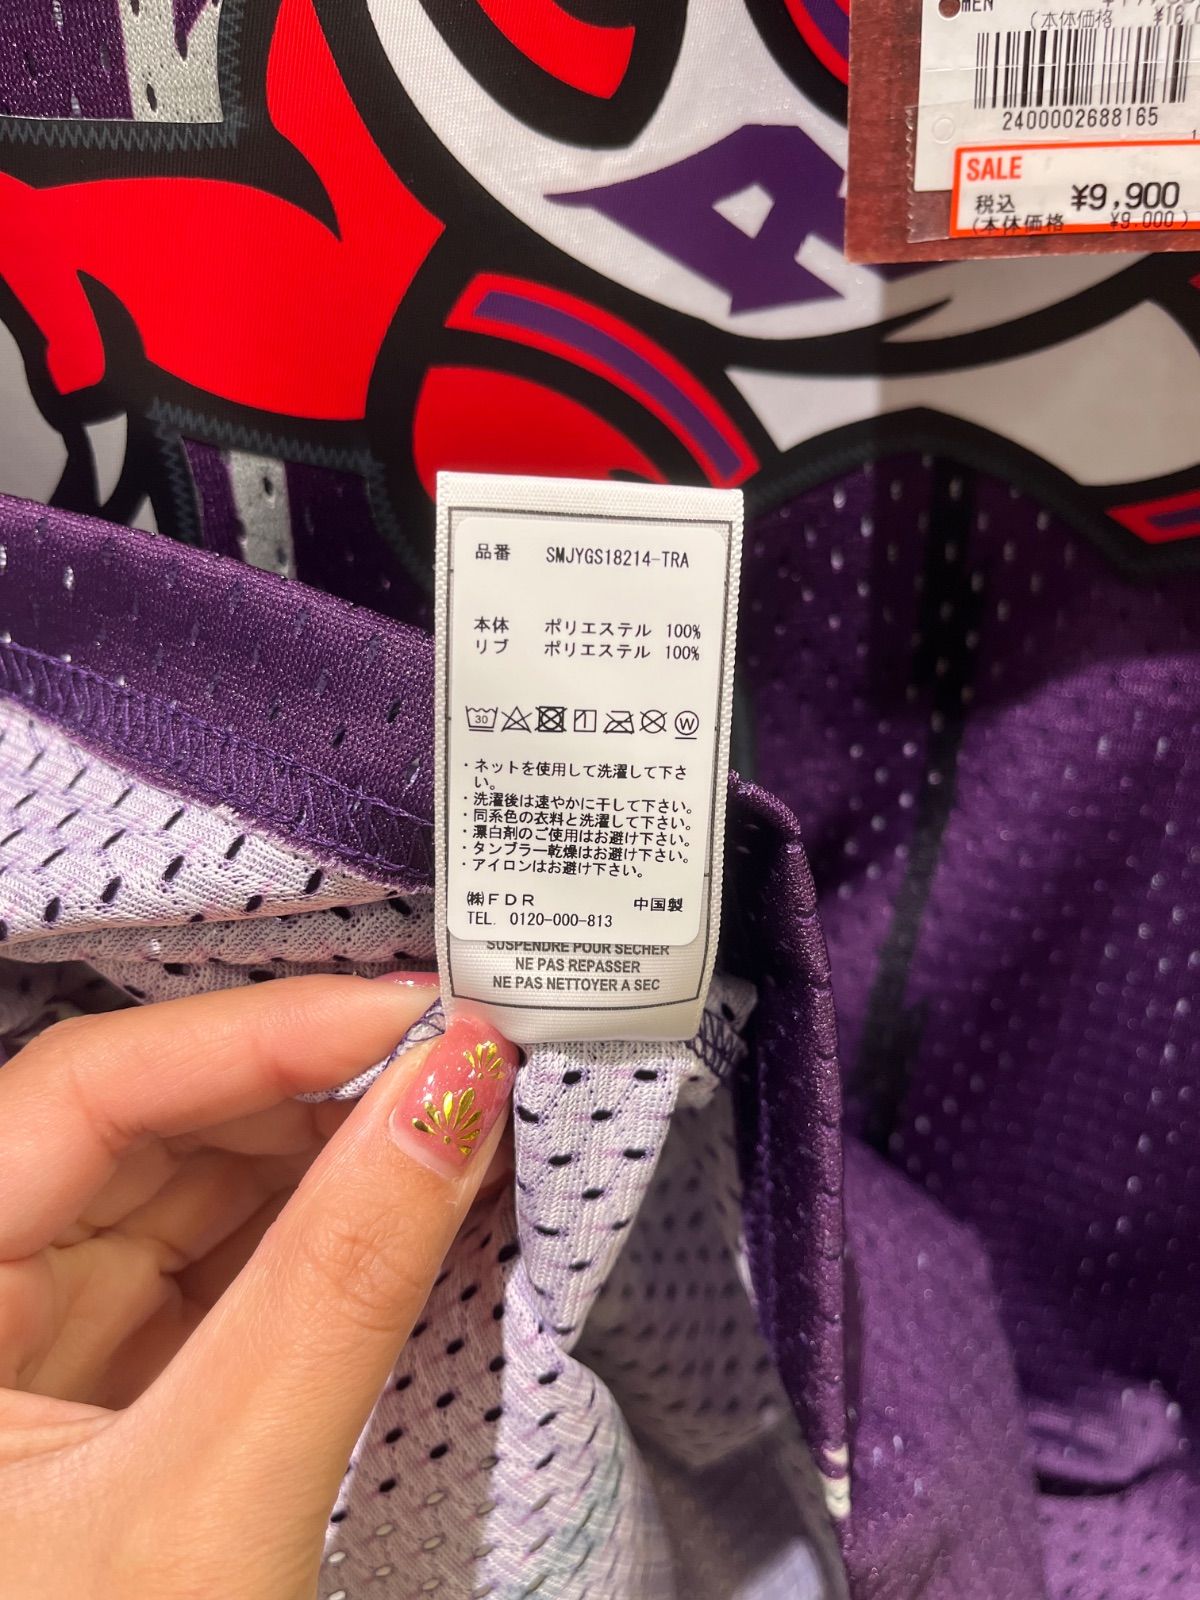 MEN
(本体価格
2400002688165
SALE
税込 ¥9,900
(本体価格 ¥9.000)
品番 SMJYGS18214-TRA
本体 ポリエステル 100%
リブ ポリエステル 100%
30
W
・ネットを使用して洗濯して下さ
い。
・洗濯後は速やかに干して下さい。
・同系色の衣料と洗濯して下さい。
・漂白剤のご使用はお避け下さい。
・タンブラー乾燥はお避け下さい。
・アイロンはお避け下さい。
㈱FDR 中国製
TEL. 0120-000-813
SUSPENDRE POUR SECHER
NE PAS REPASSER
NE PAS NETTOYER A SEC